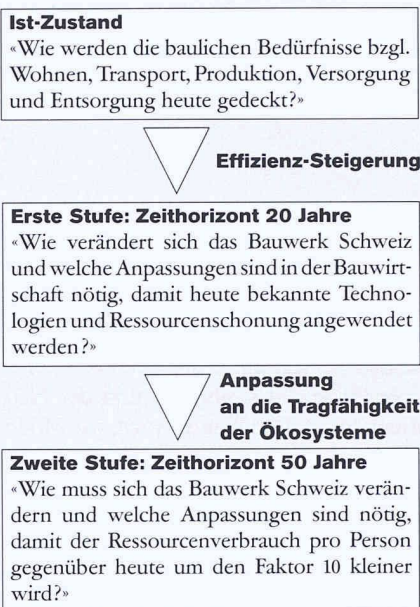 Ist-Zustand
«Wie werden die baulichen Bedürfnisse bzgl.
Wohnen, Transport, Produktion, Versorgung
und Entsorgung heute gedeckt?»
Effizienz-Steigerung
Erste Stufe: Zeithorizont 20 Jahre
«Wie verändert sich das Bauwerk Schweiz
und welche Anpassungen sind in der Bauwirt-
schaft nötig, damit heute bekannte Techno-
logien und Ressourcenschonung angewendet
werden?»
Anpassung
an die Tragfähigkeit
der Ökosysteme
Zweite Stufe: Zeithorizont 50 Jahre
«Wie muss sich das Bauwerk Schweiz verän-
dern und welche Anpassungen sind nötig,
damit der Ressourcenverbrauch pro Person
gegenüber heute um den Faktor 10 kleiner
wird?»